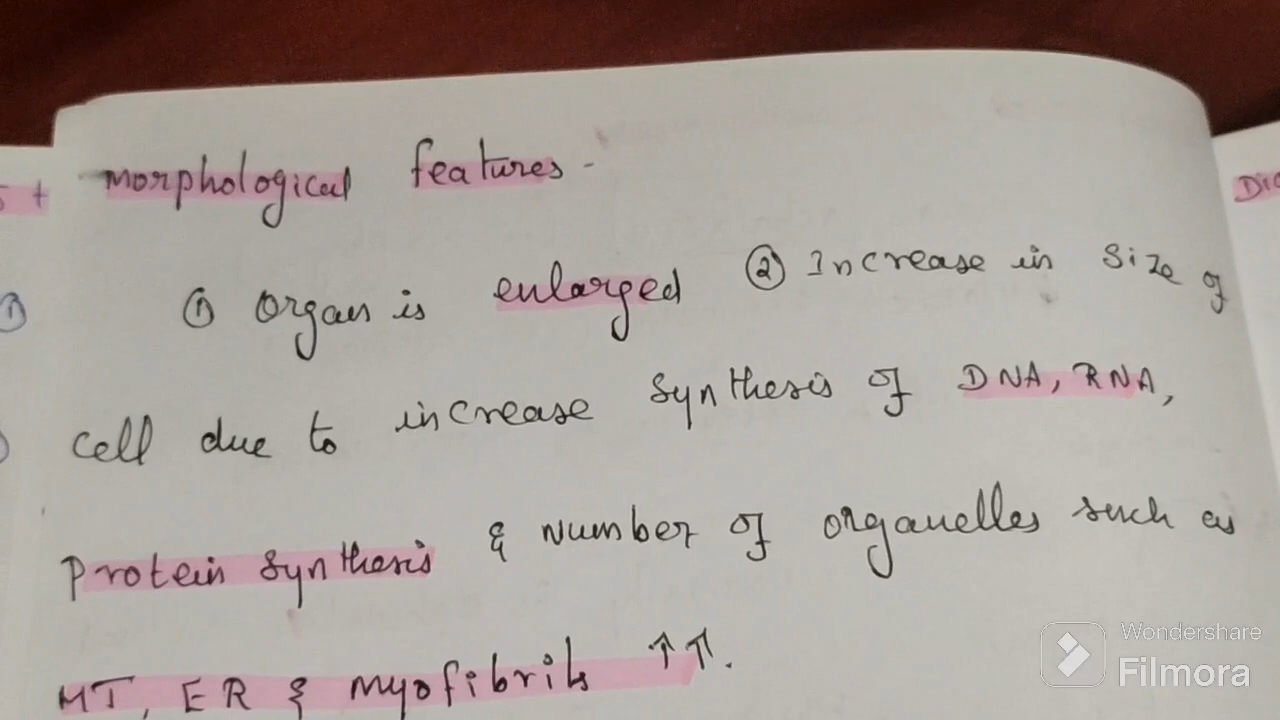 morphological features -
① organ is enlarged ② Increase in size of
cell due to increase synthesis of DNA, RNA,
protein synthesis & number of organelles such as
MT, ER & myofibrils ↑↑.
Wondershare
Filmora